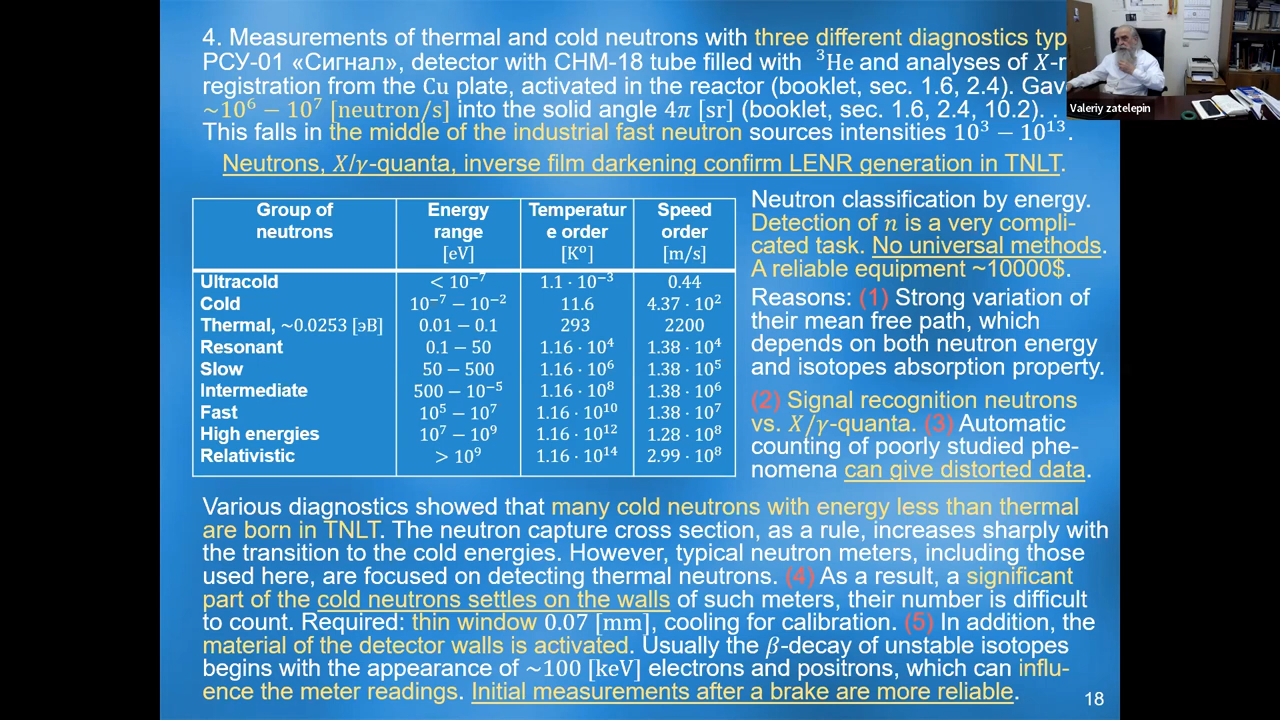 4. Measurements of thermal and cold neutrons with three different diagnostics typ
РСУ-01 «Сигнал», detector with СНМ-18 tube filled with ³He and analyses of X-r
registration from the Cu plate, activated in the reactor (booklet, sec. 1.6, 2.4). Gav
~10⁶ − 10⁷ [neutron/s] into the solid angle 4π [sr] (booklet, sec. 1.6, 2.4, 10.2). .
This falls in the middle of the industrial fast neutron sources intensities 10³ − 10¹³.
Neutrons, X/γ-quanta, inverse film darkening confirm LENR generation in TNLT.
Valeriy zatelepin
Group of neutrons Energy range [eV] Temperatur e order [K°] Speed order [m/s]
Ultracold < 10⁻⁷ 1.1 · 10⁻³ 0.44
Cold 10⁻⁷ − 10⁻² 11.6 4.37 · 10²
Thermal, ~0.0253 [эВ] 0.01 − 0.1 293 2200
Resonant 0.1 − 50 1.16 · 10⁴ 1.38 · 10⁴
Slow 50 − 500 1.16 · 10⁶ 1.38 · 10⁵
Intermediate 500 − 10⁻⁵ 1.16 · 10⁸ 1.38 · 10⁶
Fast 10⁵ − 10⁷ 1.16 · 10¹⁰ 1.38 · 10⁷
High energies 10⁷ − 10⁹ 1.16 · 10¹² 1.28 · 10⁸
Relativistic > 10⁹ 1.16 · 10¹⁴ 2.99 · 10⁸
Neutron classification by energy.
Detection of n is a very compli-
cated task. No universal methods.
A reliable equipment ~10000$.
Reasons: (1) Strong variation of
their mean free path, which
depends on both neutron energy
and isotopes absorption property.
(2) Signal recognition neutrons
vs. X/γ-quanta. (3) Automatic
counting of poorly studied phe-
nomena can give distorted data.
Various diagnostics showed that many cold neutrons with energy less than thermal
are born in TNLT. The neutron capture cross section, as a rule, increases sharply with
the transition to the cold energies. However, typical neutron meters, including those
used here, are focused on detecting thermal neutrons. (4) As a result, a significant
part of the cold neutrons settles on the walls of such meters, their number is difficult
to count. Required: thin window 0.07 [mm], cooling for calibration. (5) In addition, the
material of the detector walls is activated. Usually the β-decay of unstable isotopes
begins with the appearance of ~100 [keV] electrons and positrons, which can influ-
ence the meter readings. Initial measurements after a brake are more reliable.
18